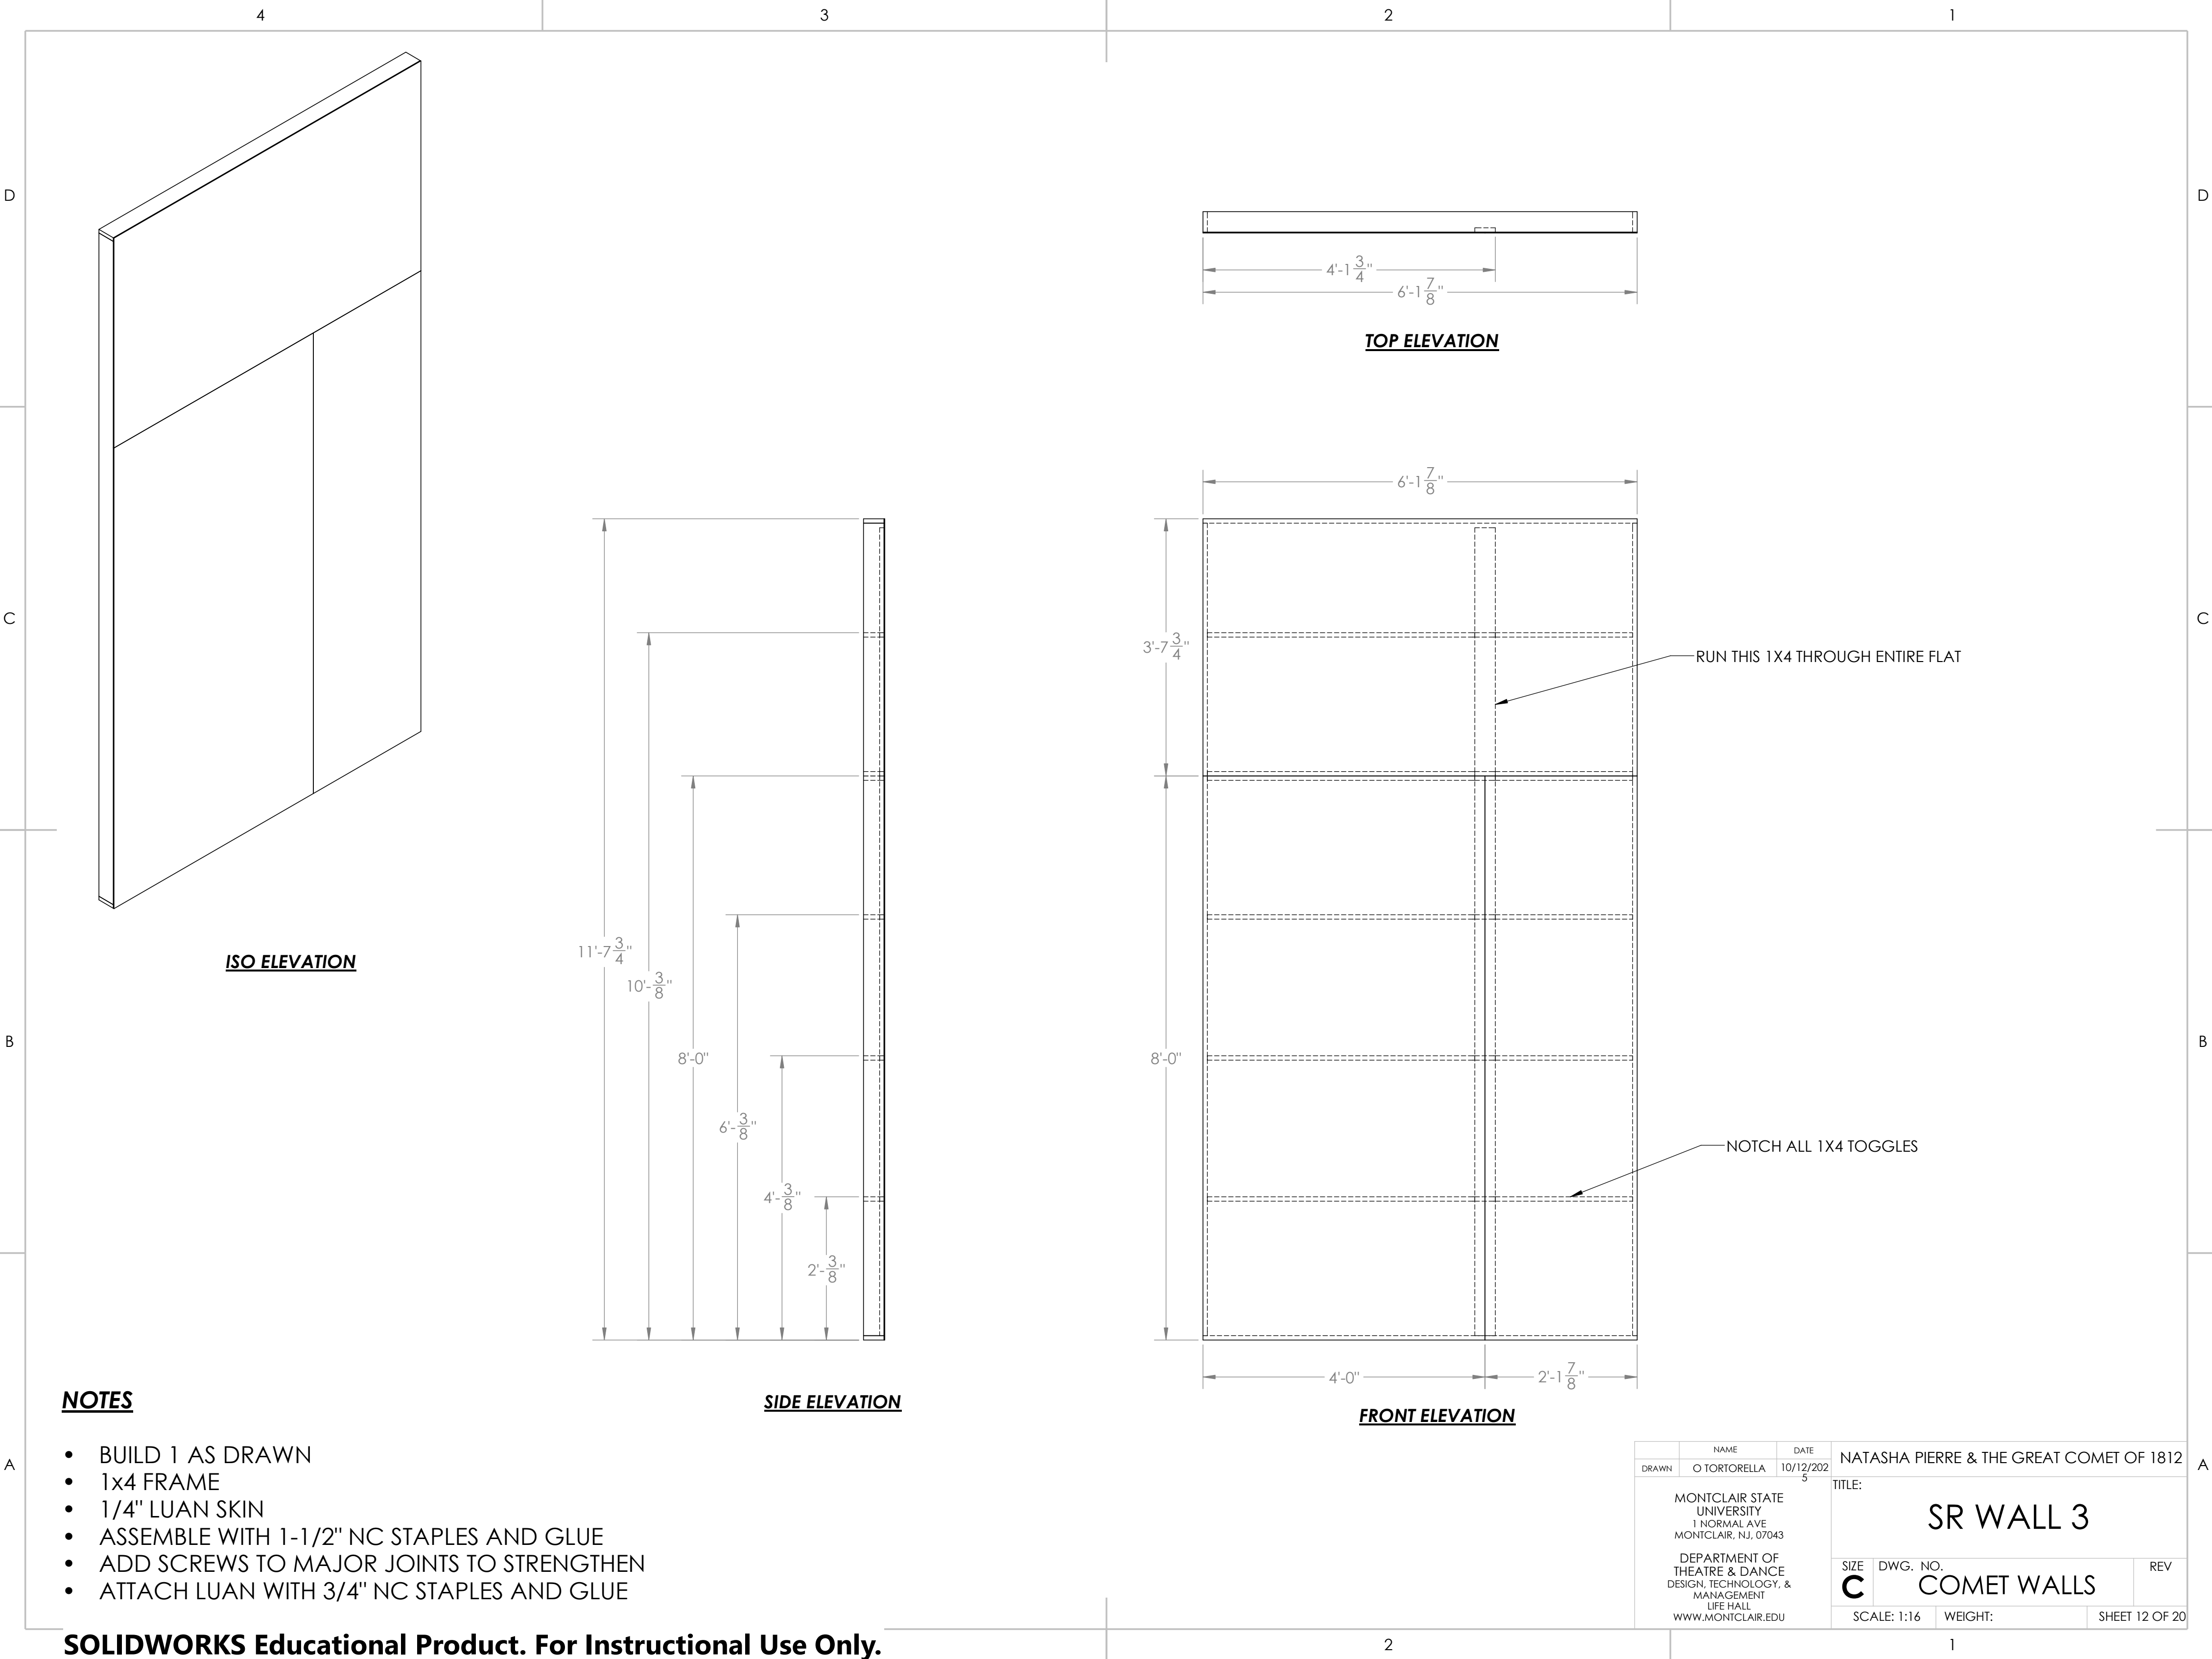 4
3
2
1
D
D
4'-1 3/4"
6'-1 7/8"
TOP ELEVATION
6'-1 7/8"
C
C
3'-7 3/4"
RUN THIS 1X4 THROUGH ENTIRE FLAT
11'-7 3/4"
ISO ELEVATION
10'-3/8"
8'-0"
8'-0"
B
B
6'-3/8"
NOTCH ALL 1X4 TOGGLES
4'-3/8"
2'-3/8"
4'-0"
2'-1 7/8"
SIDE ELEVATION
FRONT ELEVATION
NOTES
• BUILD 1 AS DRAWN
• 1x4 FRAME
• 1/4" LUAN SKIN
• ASSEMBLE WITH 1-1/2" NC STAPLES AND GLUE
• ADD SCREWS TO MAJOR JOINTS TO STRENGTHEN
• ATTACH LUAN WITH 3/4" NC STAPLES AND GLUE
A
A
NAME
DATE
DRAWN
O TORTORELLA
10/12/202
5
MONTCLAIR STATE
UNIVERSITY
1 NORMAL AVE
MONTCLAIR, NJ, 07043
DEPARTMENT OF
THEATRE & DANCE
DESIGN, TECHNOLOGY, &
MANAGEMENT
LIFE HALL
WWW.MONTCLAIR.EDU
NATASHA PIERRE & THE GREAT COMET OF 1812
TITLE:
SR WALL 3
SIZE
C
DWG. NO.
COMET WALLS
REV
SCALE: 1:16
WEIGHT:
SHEET 12 OF 20
SOLIDWORKS Educational Product. For Instructional Use Only.
2
1